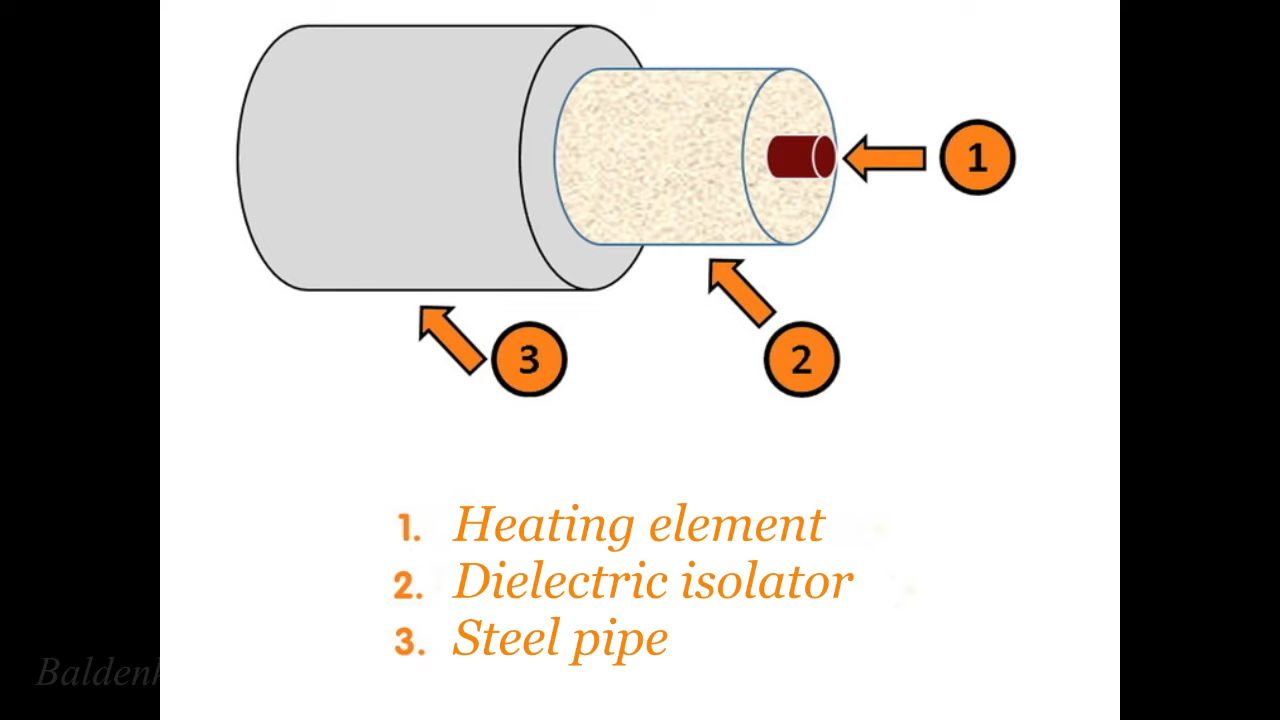 1
3
2
1. Heating element
2. Dielectric isolator
3. Steel pipe